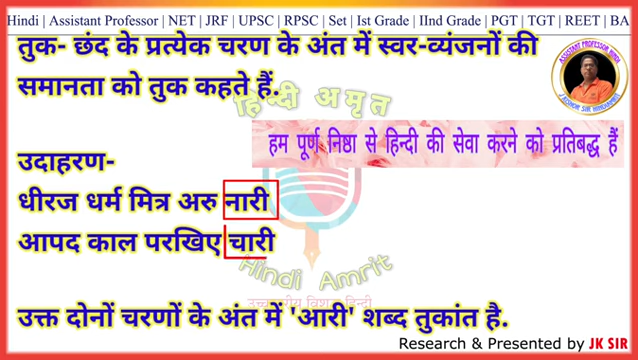 Hindi | Assistant Professor | NET | JRF | UPSC | RPSC | Set | Ist Grade | IInd Grade | PGT | TGT | REET | BA
तुक- छंद के प्रत्येक चरण के अंत में स्वर-व्यंजनों की
समानता को तुक कहते हैं.
हिन्दी अमृत
हम पूर्ण निष्ठा से हिन्दी की सेवा करने को प्रतिबद्ध हैं
उदाहरण-
धीरज धर्म मित्र अरु नारी
आपद काल परखिए चारी
Hindi Amrit
उक्त दोनों चरणों के अंत में 'आरी' शब्द तुकांत है.
Research & Presented by JK SIR